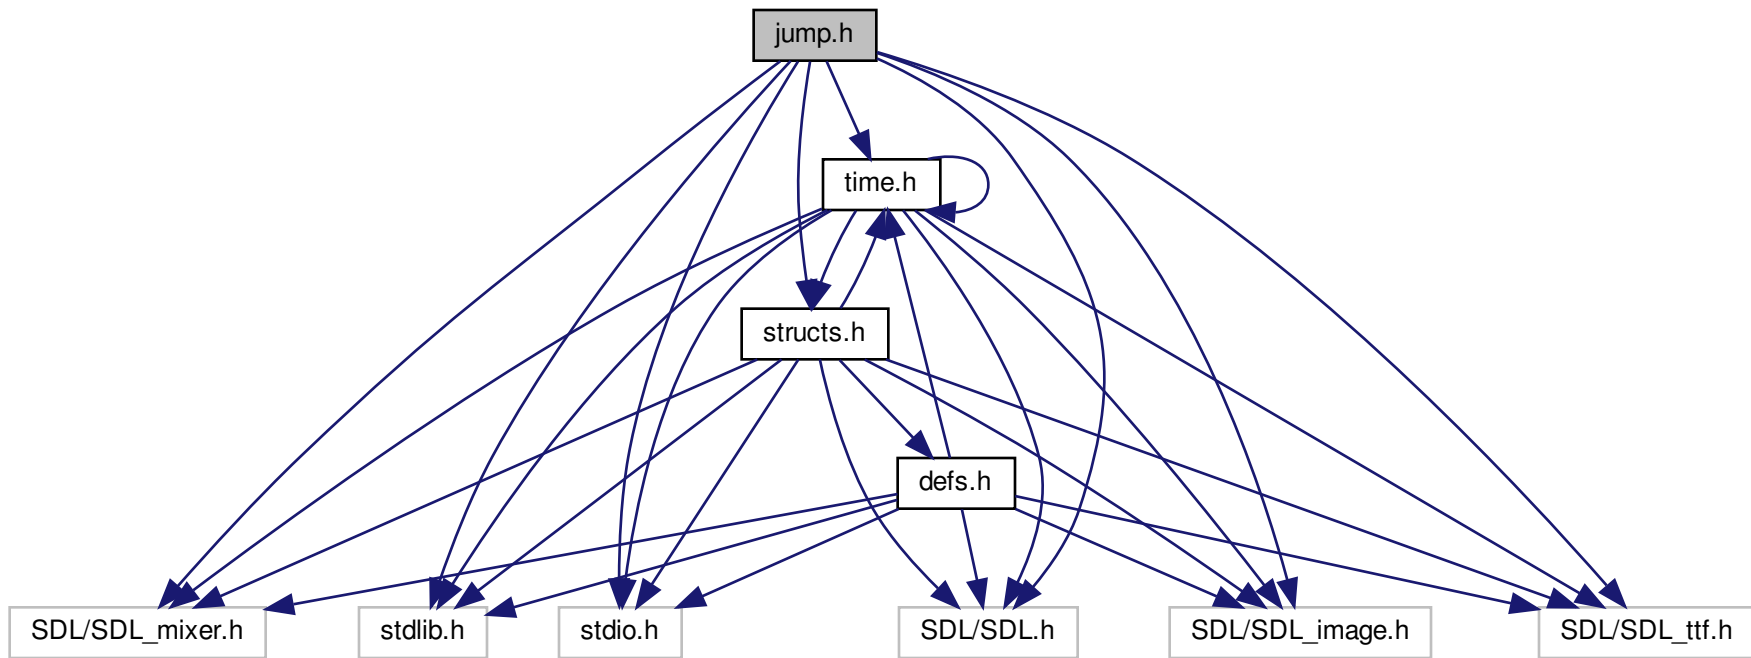 jump.h
time.h
structs.h
defs.h
SDL/SDL_mixer.h
stdlib.h
stdio.h
SDL/SDL.h
SDL/SDL_image.h
SDL/SDL_ttf.h